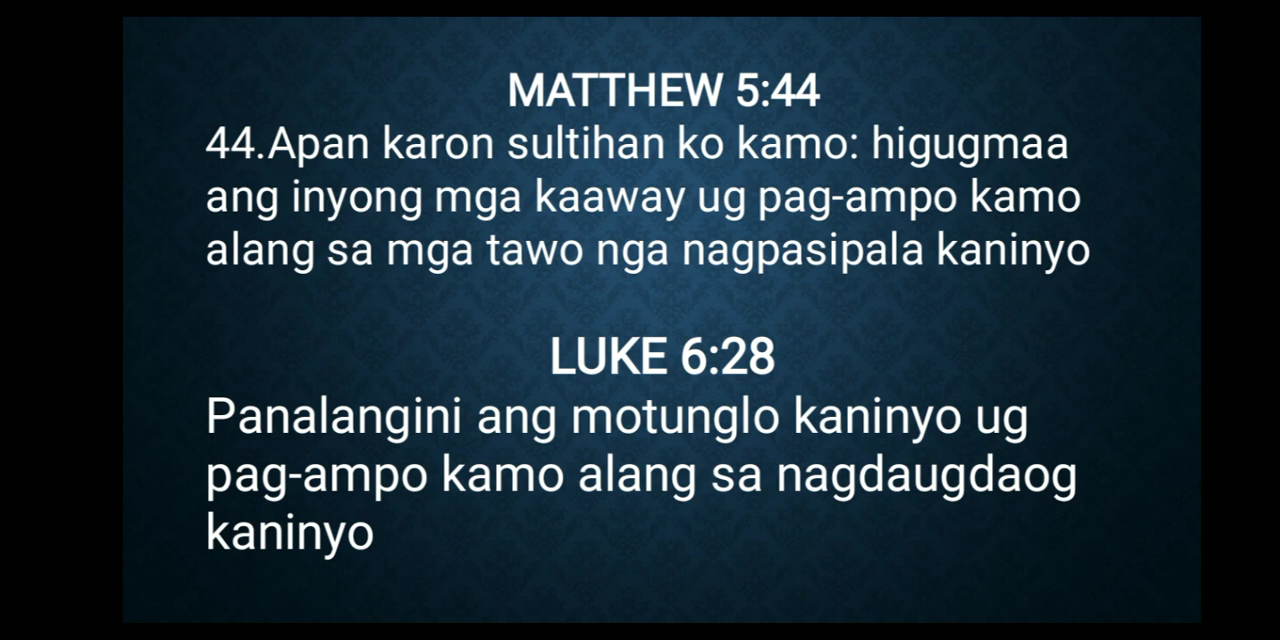 MATTHEW 5:44
44.Apan karon sultihan ko kamo: higugmaa
ang inyong mga kaaway ug pag-ampo kamo
alang sa mga tawo nga nagpasipala kaninyo
LUKE 6:28
Panalangini ang motunglo kaninyo ug
pag-ampo kamo alang sa nagdaugdaog
kaninyo